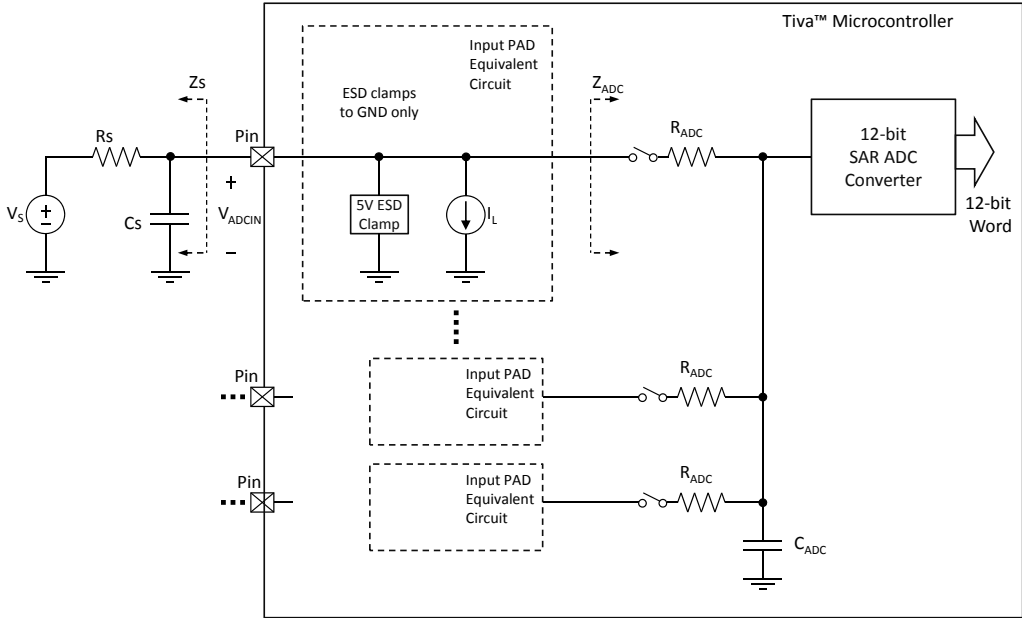 Tiva™ Microcontroller
Input PAD
Equivalent
Circuit
ESD clamps
to GND only
Zs
Z_ADC
Rs
Pin
R_ADC
12-bit
SAR ADC
Converter
V_S
+
−
Cs
+
V_ADCIN
−
5V ESD
Clamp
I_L
12-bit
Word
Pin
Input PAD
Equivalent
Circuit
R_ADC
Pin
Input PAD
Equivalent
Circuit
R_ADC
C_ADC